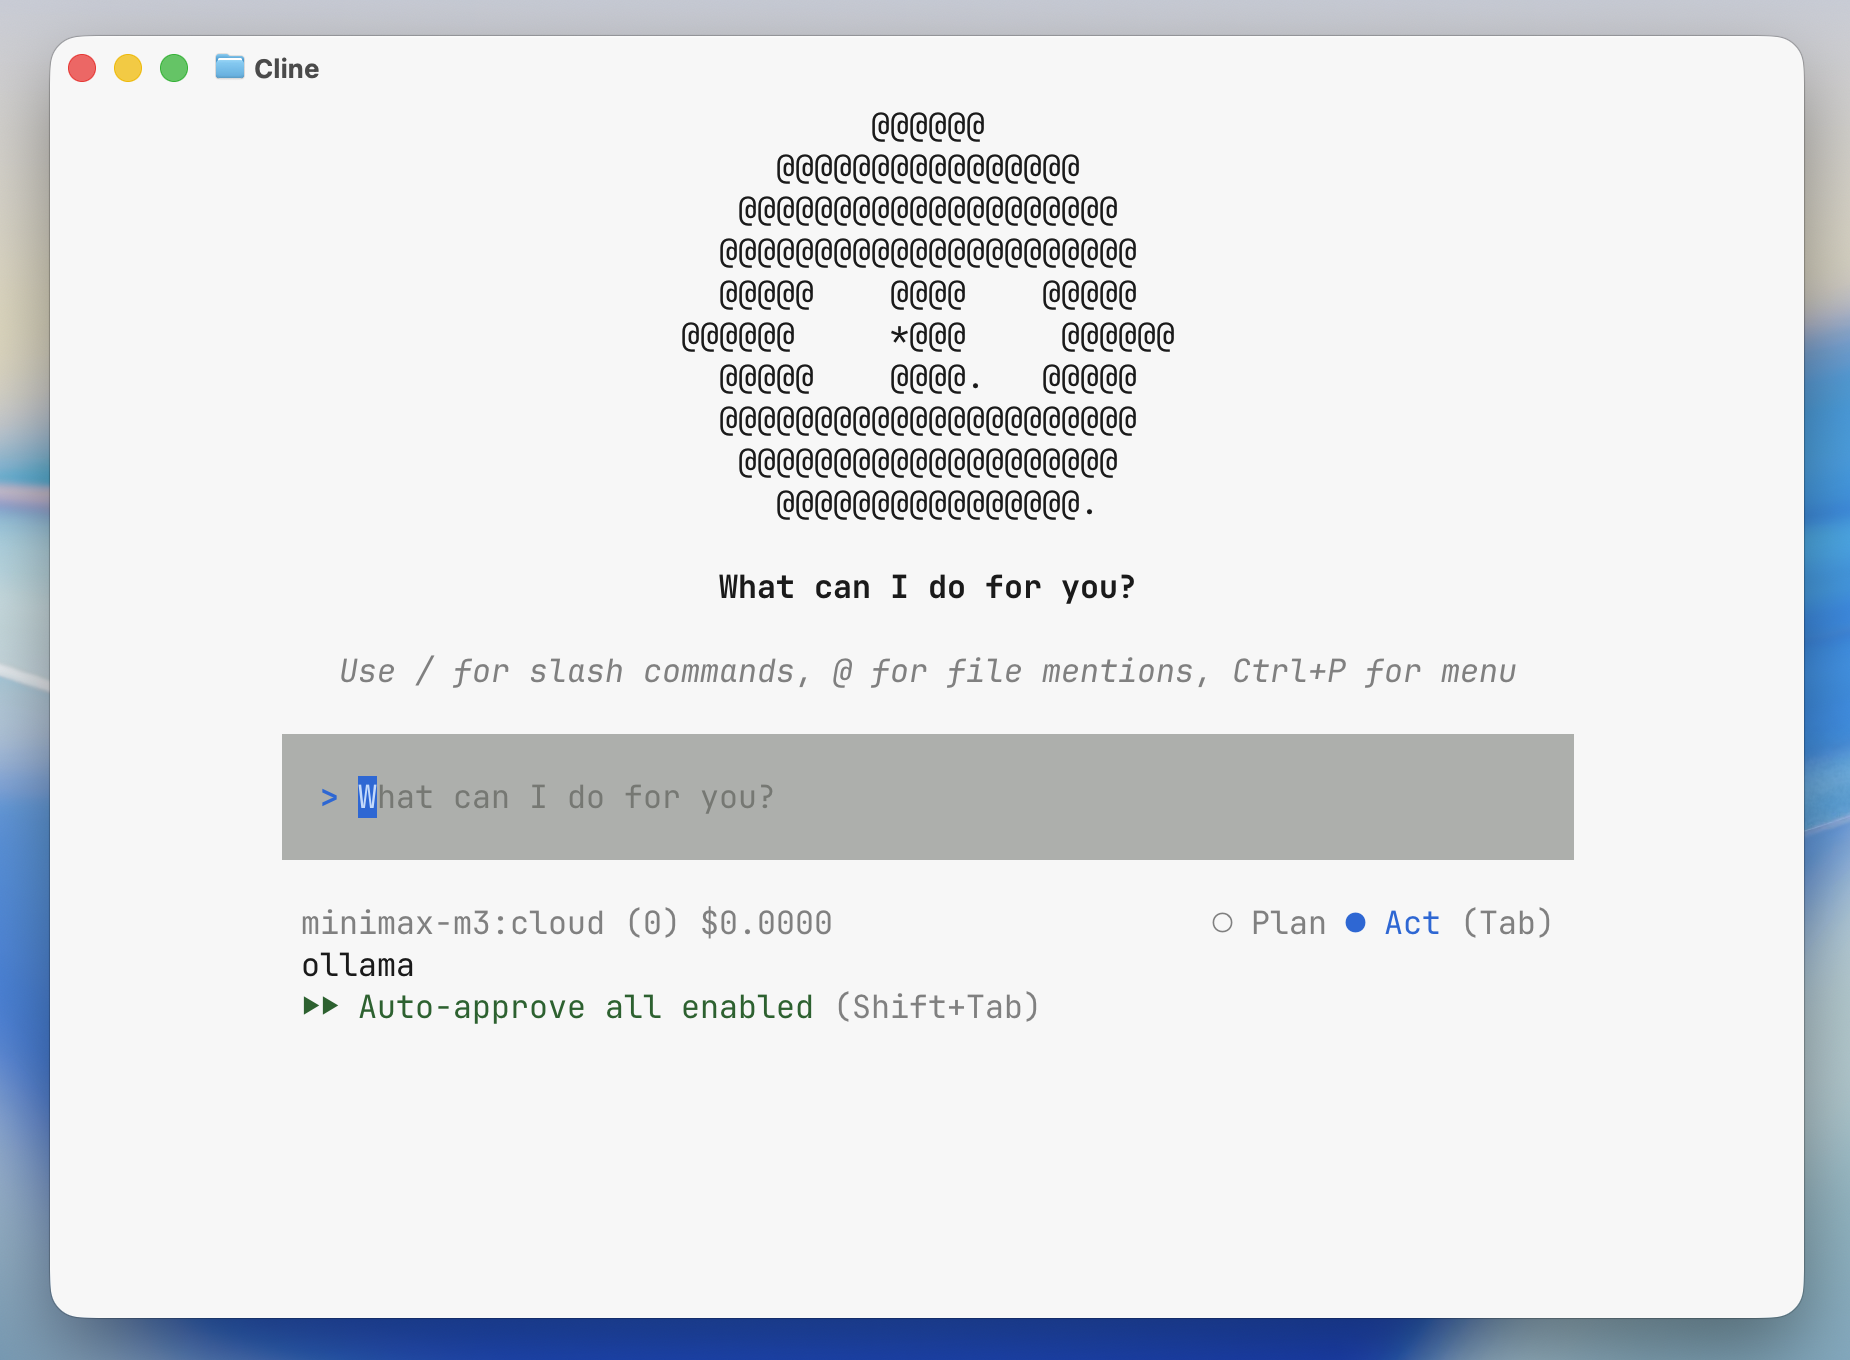 Cline
@@@@@@
@@@@@@@@@@@@@@@@
@@@@@@@@@@@@@@@@@@@@
@@@@@@@@@@@@@@@@@@@@@@
@@@@@    @@@@    @@@@@
@@@@@@     *@@@     @@@@@@
@@@@@    @@@@.   @@@@@
@@@@@@@@@@@@@@@@@@@@@@
@@@@@@@@@@@@@@@@@@@@
@@@@@@@@@@@@@@@@.
What can I do for you?
Use / for slash commands, @ for file mentions, Ctrl+P for menu
> What can I do for you?
minimax-m3:cloud (0) $0.0000 ○ Plan ● Act (Tab)
ollama
▶▶ Auto-approve all enabled (Shift+Tab)